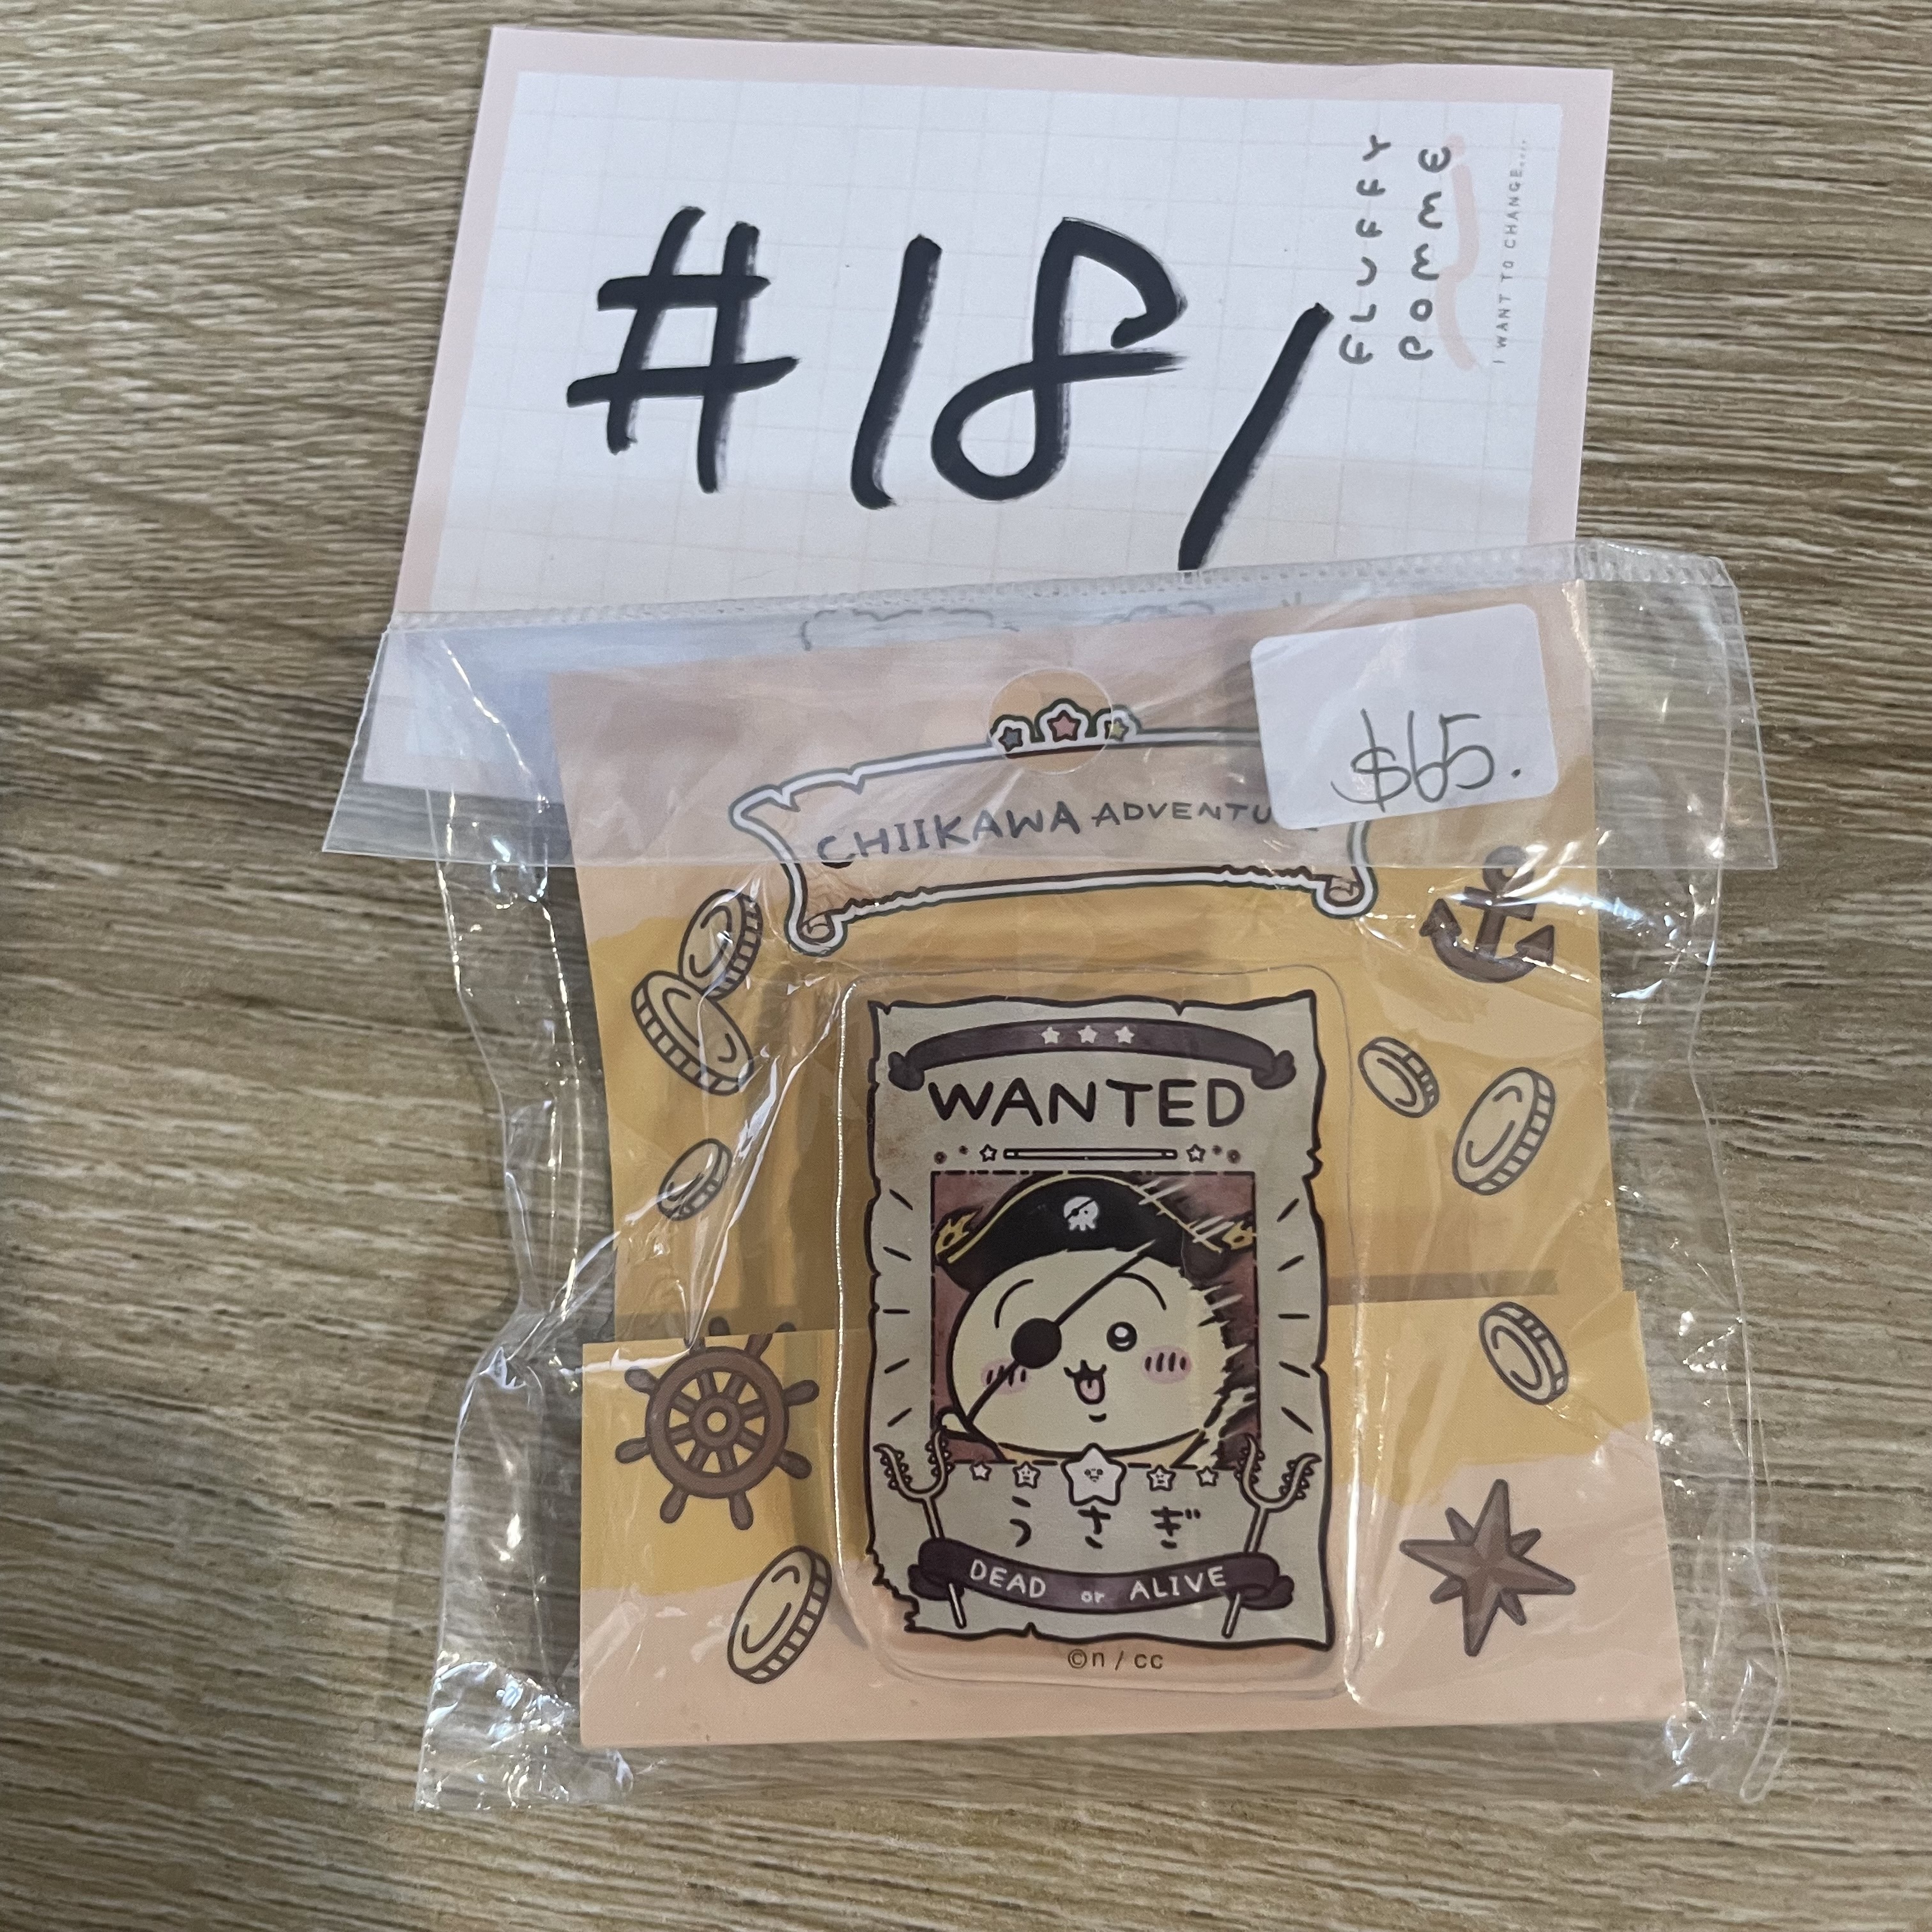 #181
FLUFFY
POMME
I WANT TO CHANGE....
$65.
CHIIKAWA ADVENTU
WANTED
うさぎ
DEAD or ALIVE
©n / cc